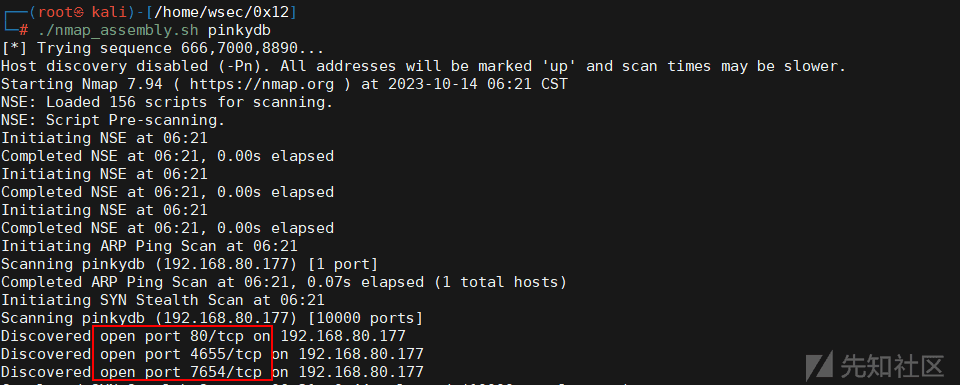 ┌──(root㉿ kali)-[/home/wsec/0x12]
└─# ./nmap_assembly.sh pinkydb
[*] Trying sequence 666,7000,8890...
Host discovery disabled (-Pn). All addresses will be marked 'up' and scan times may be slower.
Starting Nmap 7.94 ( https://nmap.org ) at 2023-10-14 06:21 CST
NSE: Loaded 156 scripts for scanning.
NSE: Script Pre-scanning.
Initiating NSE at 06:21
Completed NSE at 06:21, 0.00s elapsed
Initiating NSE at 06:21
Completed NSE at 06:21, 0.00s elapsed
Initiating NSE at 06:21
Completed NSE at 06:21, 0.00s elapsed
Initiating ARP Ping Scan at 06:21
Scanning pinkydb (192.168.80.177) [1 port]
Completed ARP Ping Scan at 06:21, 0.07s elapsed (1 total hosts)
Initiating SYN Stealth Scan at 06:21
Scanning pinkydb (192.168.80.177) [10000 ports]
Discovered open port 80/tcp on 192.168.80.177
Discovered open port 4655/tcp on 192.168.80.177
Discovered open port 7654/tcp on 192.168.80.177
先知社区